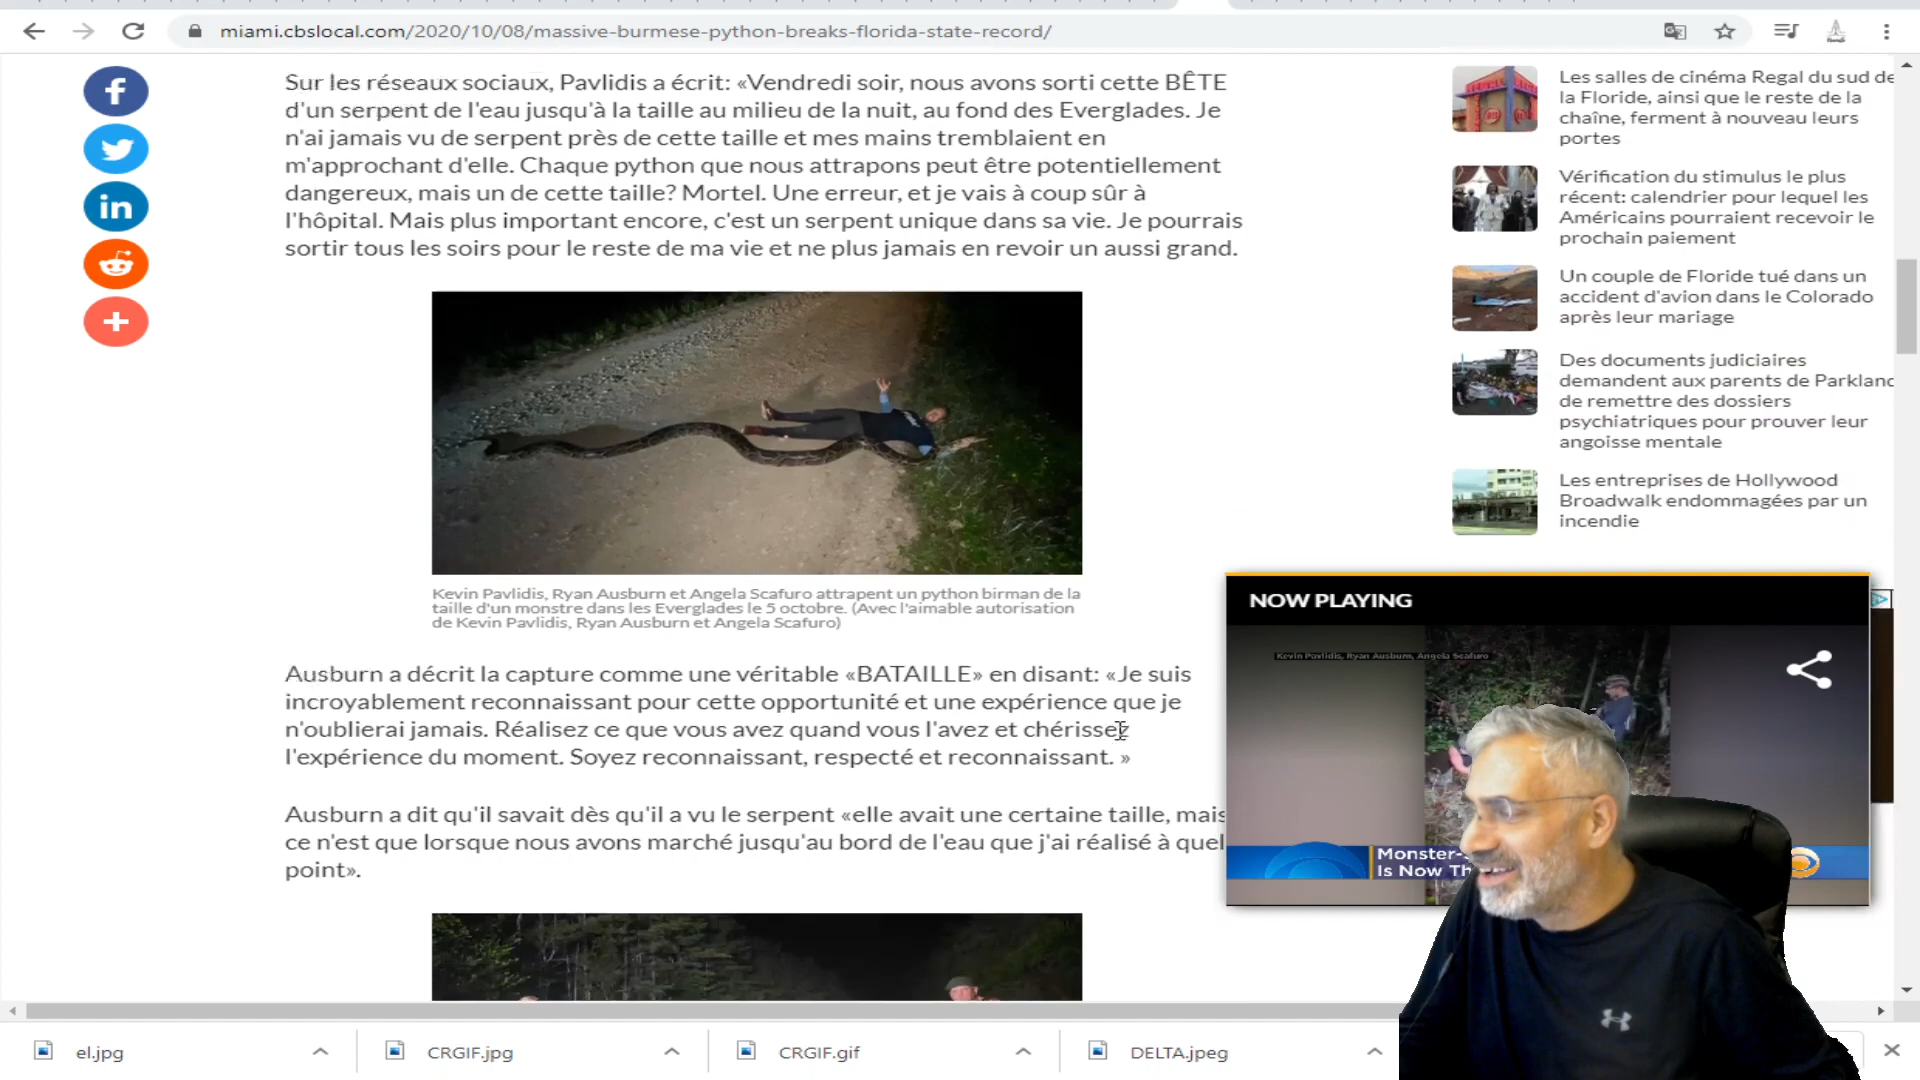 miami.cbslocal.com/2020/10/08/massive-burmese-python-breaks-florida-state-record/
Sur les réseaux sociaux, Pavlidis a écrit: «Vendredi soir, nous avons sorti cette BÊTE
d'un serpent de l'eau jusqu'à la taille au milieu de la nuit, au fond des Everglades. Je
n'ai jamais vu de serpent près de cette taille et mes mains tremblaient en
m'approchant d'elle. Chaque python que nous attrapons peut être potentiellement
dangereux, mais un de cette taille? Mortel. Une erreur, et je vais à coup sûr à
l'hôpital. Mais plus important encore, c'est un serpent unique dans sa vie. Je pourrais
sortir tous les soirs pour le reste de ma vie et ne plus jamais en revoir un aussi grand.
Kevin Pavlidis, Ryan Ausburn et Angela Scafuro attrapent un python birman de la
taille d'un monstre dans les Everglades le 5 octobre. (Avec l'aimable autorisation
de Kevin Pavlidis, Ryan Ausburn et Angela Scafuro)
Ausburn a décrit la capture comme une véritable «BATAILLE» en disant: «Je suis
incroyablement reconnaissant pour cette opportunité et une expérience que je
n'oublierai jamais. Réalisez ce que vous avez quand vous l'avez et chérissez
l'expérience du moment. Soyez reconnaissant, respecté et reconnaissant. »
Ausburn a dit qu'il savait dès qu'il a vu le serpent «elle avait une certaine taille, mais
ce n'est que lorsque nous avons marché jusqu'au bord de l'eau que j'ai réalisé à quel
point».
Les salles de cinéma Regal du sud de
la Floride, ainsi que le reste de la
chaîne, ferment à nouveau leurs
portes
Vérification du stimulus le plus
récent: calendrier pour lequel les
Américains pourraient recevoir le
prochain paiement
Un couple de Floride tué dans un
accident d'avion dans le Colorado
après leur mariage
Des documents judiciaires
demandent aux parents de Parkland
de remettre des dossiers
psychiatriques pour prouver leur
angoisse mentale
Les entreprises de Hollywood
Broadwalk endommagées par un
incendie
NOW PLAYING
Kevin Pavlidis, Ryan Ausburn, Angela Scafuro
Monster-
Is Now Th
el.jpg
CRGIF.jpg
CRGIF.gif
DELTA.jpeg